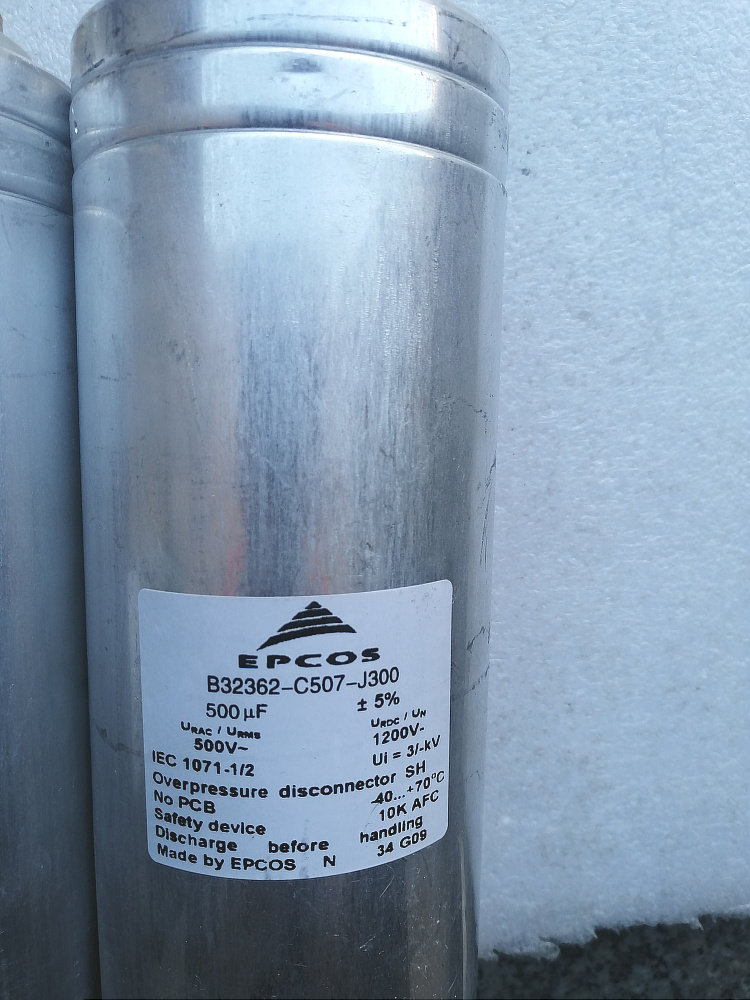 EPCOS
B32362-C507-J300
500 µF ± 5%
URAC / URMS URDC / UN
500V~ 1200V-
IEC 1071-1/2 Ui = 3/-kV
Overpressure disconnector SH
No PCB -40...+70°C
Safety device 10K AFC
Discharge before handling
Made by EPCOS N 34 G09